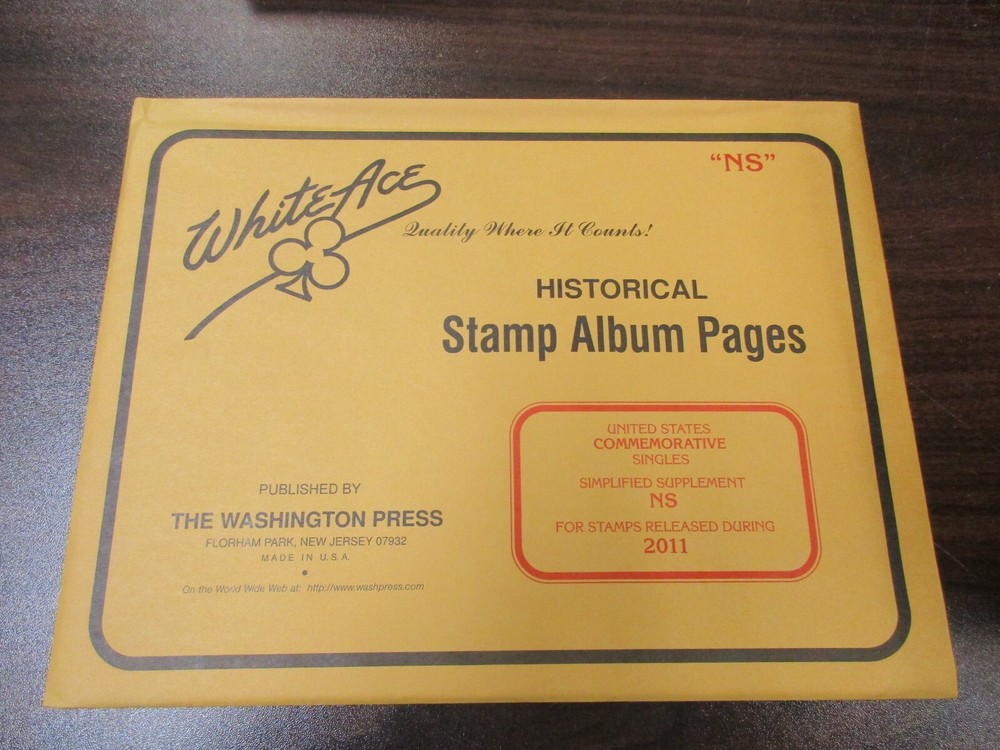 "NS"
White Ace
Quality Where It Counts!
HISTORICAL
Stamp Album Pages
UNITED STATES
COMMEMORATIVE
SINGLES
SIMPLIFIED SUPPLEMENT
NS
FOR STAMPS RELEASED DURING
2011
PUBLISHED BY
THE WASHINGTON PRESS
FLORHAM PARK, NEW JERSEY 07932
MADE IN U.S.A.
On the World Wide Web at: http://www.washpress.com